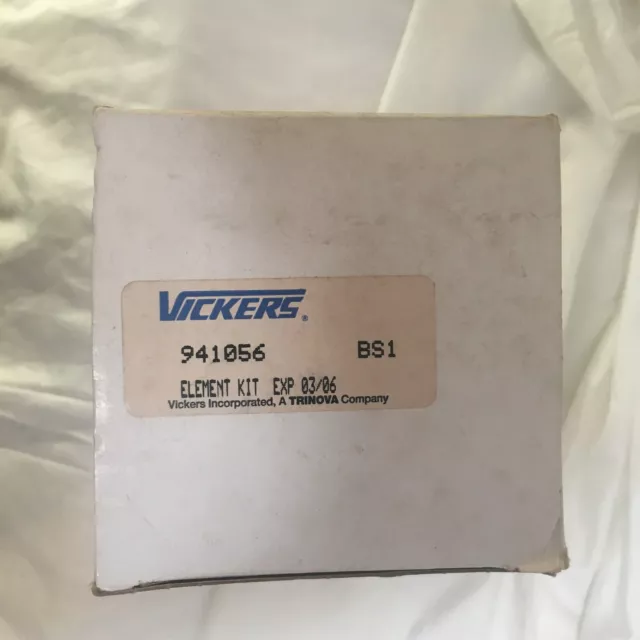 VICKERS®
941056 BS1
ELEMENT KIT EXP 03/06
Vickers Incorporated, A TRINOVA Company